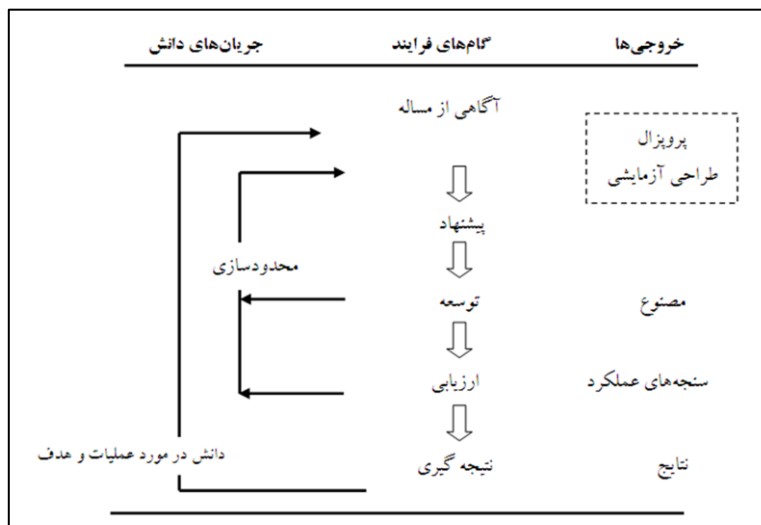 خروجی‌ها
گام‌های فرایند
جریان‌های دانش
آگاهی از مساله
پروپزال
طراحی آزمایشی
پیشنهاد
محدودسازی
مصنوع
توسعه
سنجه‌های عملکرد
ارزیابی
نتایج
نتیجه گیری
دانش در مورد عملیات و هدف